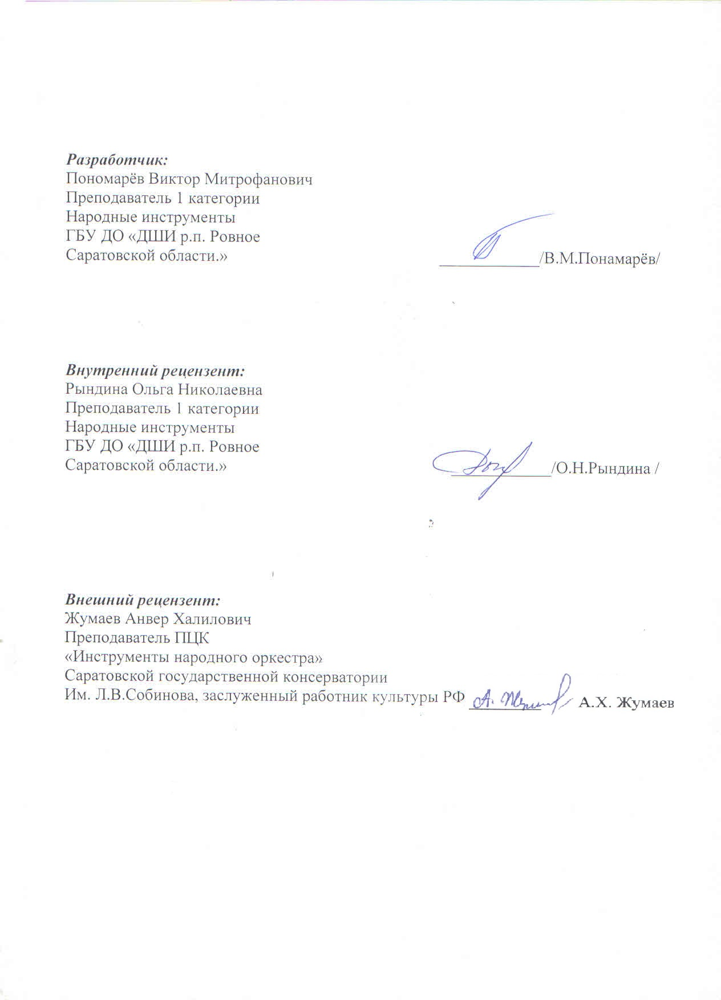 Разработчик:
Пономарёв Виктор Митрофанович
Преподаватель 1 категории
Народные инструменты
ГБУ ДО «ДШИ р.п. Ровное
Саратовской области.» ____________/В.М.Понамарёв/
Внутренний рецензент:
Рындина Ольга Николаевна
Преподаватель 1 категории
Народные инструменты
ГБУ ДО «ДШИ р.п. Ровное
Саратовской области.» ____________/О.Н.Рындина /
Внешний рецензент:
Жумаев Анвер Халилович
Преподаватель ПЦК
«Инструменты народного оркестра»
Саратовской государственной консерватории
Им. Л.В.Собинова, заслуженный работник культуры РФ _________ А.Х. Жумаев